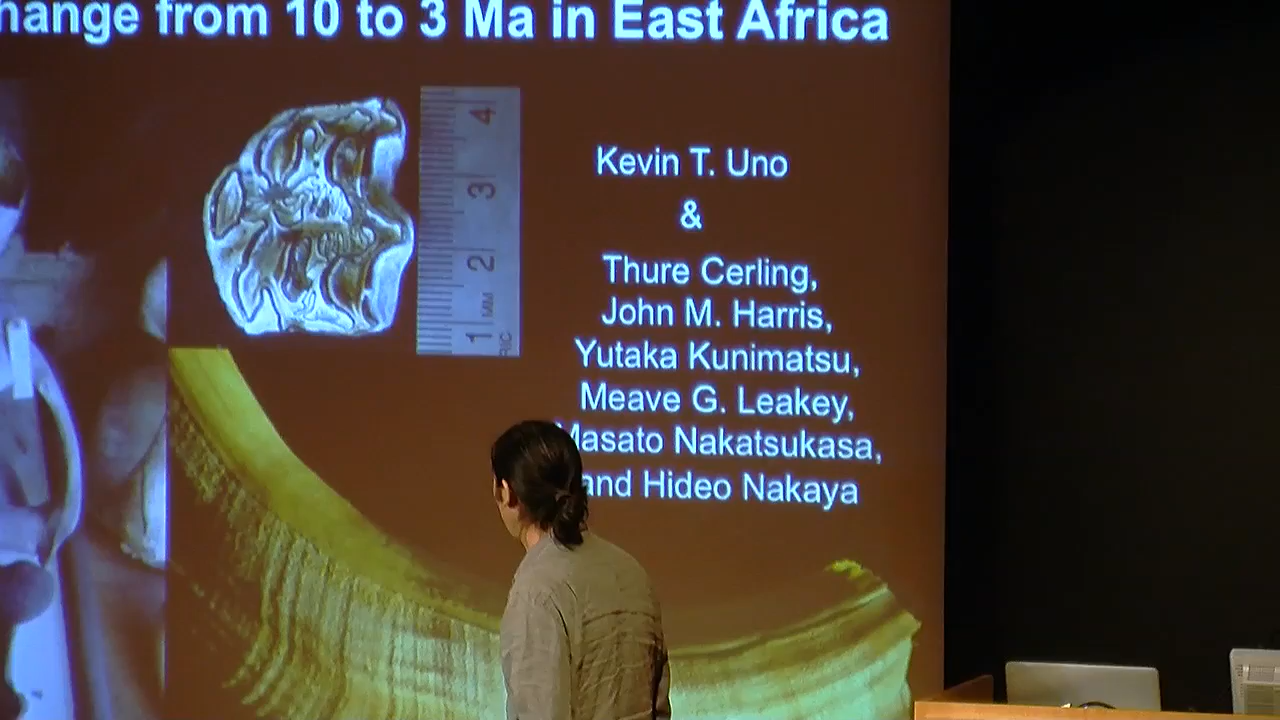 hange from 10 to 3 Ma in East Africa
4
3
2
1
MM
RIC
Kevin T. Uno
&
Thure Cerling,
John M. Harris,
Yutaka Kunimatsu,
Meave G. Leakey,
Masato Nakatsukasa,
and Hideo Nakaya